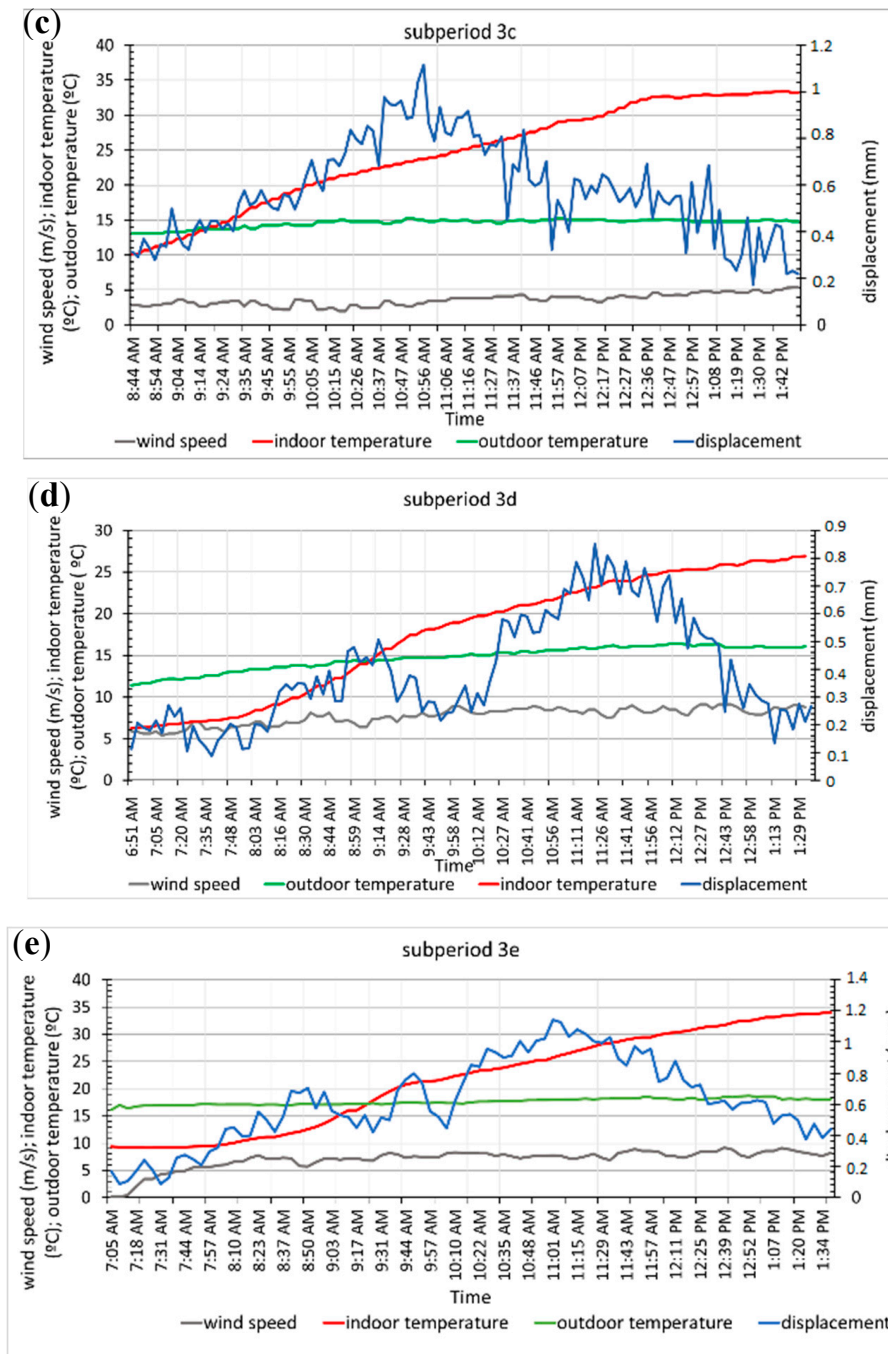 (c)
subperiod 3c
wind speed (m/s); indoor temperature
(ºC); outdoor temperature (ºC)
40
35
30
25
20
15
10
5
0
1.2
1
0.8
0.6
0.4
0.2
0
displacement (mm)
8:44 AM
8:54 AM
9:04 AM
9:14 AM
9:24 AM
9:35 AM
9:45 AM
9:55 AM
10:05 AM
10:15 AM
10:26 AM
10:37 AM
10:47 AM
10:56 AM
11:06 AM
11:16 AM
11:27 AM
11:37 AM
11:46 AM
11:57 AM
12:07 PM
12:17 PM
12:27 PM
12:36 PM
12:47 PM
12:57 PM
1:08 PM
1:19 PM
1:30 PM
1:42 PM
Time
wind speed indoor temperature outdoor temperature displacement
(d)
subperiod 3d
wind speed (m/s); indoor temperature
(ºC); outdoor temperature ( ºC)
30
25
20
15
10
5
0
0.9
0.8
0.7
0.6
0.5
0.4
0.3
0.2
0.1
0
displacement (mm)
6:51 AM
7:05 AM
7:20 AM
7:35 AM
7:48 AM
8:03 AM
8:16 AM
8:30 AM
8:44 AM
8:59 AM
9:14 AM
9:28 AM
9:43 AM
9:58 AM
10:12 AM
10:27 AM
10:41 AM
10:56 AM
11:11 AM
11:26 AM
11:41 AM
11:56 AM
12:12 PM
12:27 PM
12:43 PM
12:58 PM
1:13 PM
1:29 PM
Time
wind speed outdoor temperature indoor temperature displacement
(e)
subperiod 3e
wind speed (m/s); indoor temperature
(ºC); outdoor temperature (ºC)
40
35
30
25
20
15
10
5
0
1.4
1.2
1
0.8
0.6
0.4
0.2
0
7:05 AM
7:18 AM
7:31 AM
7:44 AM
7:57 AM
8:10 AM
8:23 AM
8:37 AM
8:50 AM
9:03 AM
9:17 AM
9:31 AM
9:44 AM
9:57 AM
10:10 AM
10:22 AM
10:35 AM
10:48 AM
11:01 AM
11:15 AM
11:29 AM
11:43 AM
11:57 AM
12:11 PM
12:25 PM
12:39 PM
12:52 PM
1:07 PM
1:20 PM
1:34 PM
Time
wind speed indoor temperature outdoor temperature displacement